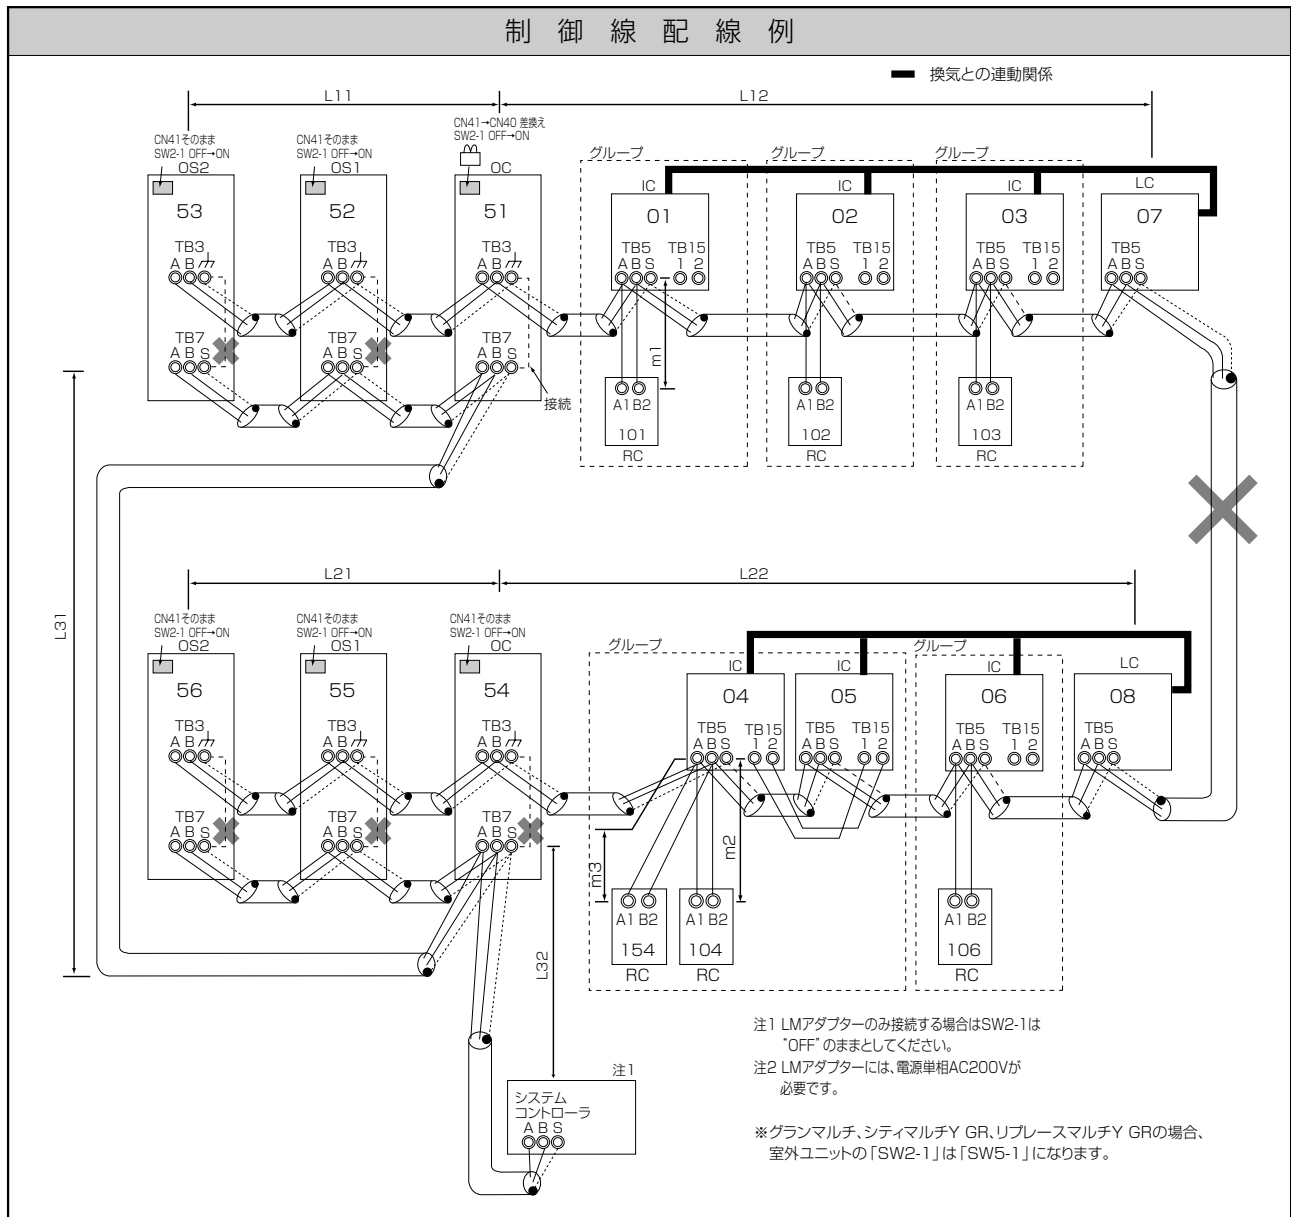 制御線配線例
換気との連動関係
L11
L12
CN41そのまま
SW2-1 OFF→ON
OS2
CN41そのまま
SW2-1 OFF→ON
OS1
CN41→CN40 差換え
SW2-1 OFF→ON
OC
グループ
グループ
グループ
IC
IC
IC
LC
53
52
51
01
02
03
07
TB3
A B
TB3
A B
TB3
A B
TB5
A B S
TB15
1 2
TB5
A B S
TB15
1 2
TB5
A B S
TB15
1 2
TB5
A B S
TB7
A B S
TB7
A B S
TB7
A B S
接続
m1
A1 B2
101
RC
A1 B2
102
RC
A1 B2
103
RC
L31
L21
L22
CN41そのまま
SW2-1 OFF→ON
OS2
CN41そのまま
SW2-1 OFF→ON
OS1
CN41そのまま
SW2-1 OFF→ON
OC
グループ
グループ
IC
IC
IC
LC
56
55
54
04
05
06
08
TB3
A B
TB3
A B
TB3
A B
TB5
A B S
TB15
1 2
TB5
A B S
TB15
1 2
TB5
A B S
TB15
1 2
TB5
A B S
TB7
A B S
TB7
A B S
TB7
A B S
m3
m2
A1 B2
154
RC
A1 B2
104
RC
A1 B2
106
RC
L32
注1
システム
コントローラ
A B S
注1 LMアダプターのみ接続する場合はSW2-1は
"OFF"のままとしてください。
注2 LMアダプターには、電源単相AC200Vが
必要です。
※グランマルチ、シティマルチY GR、リプレースマルチY GRの場合、
室外ユニットの「SW2-1」は「SW5-1」になります。